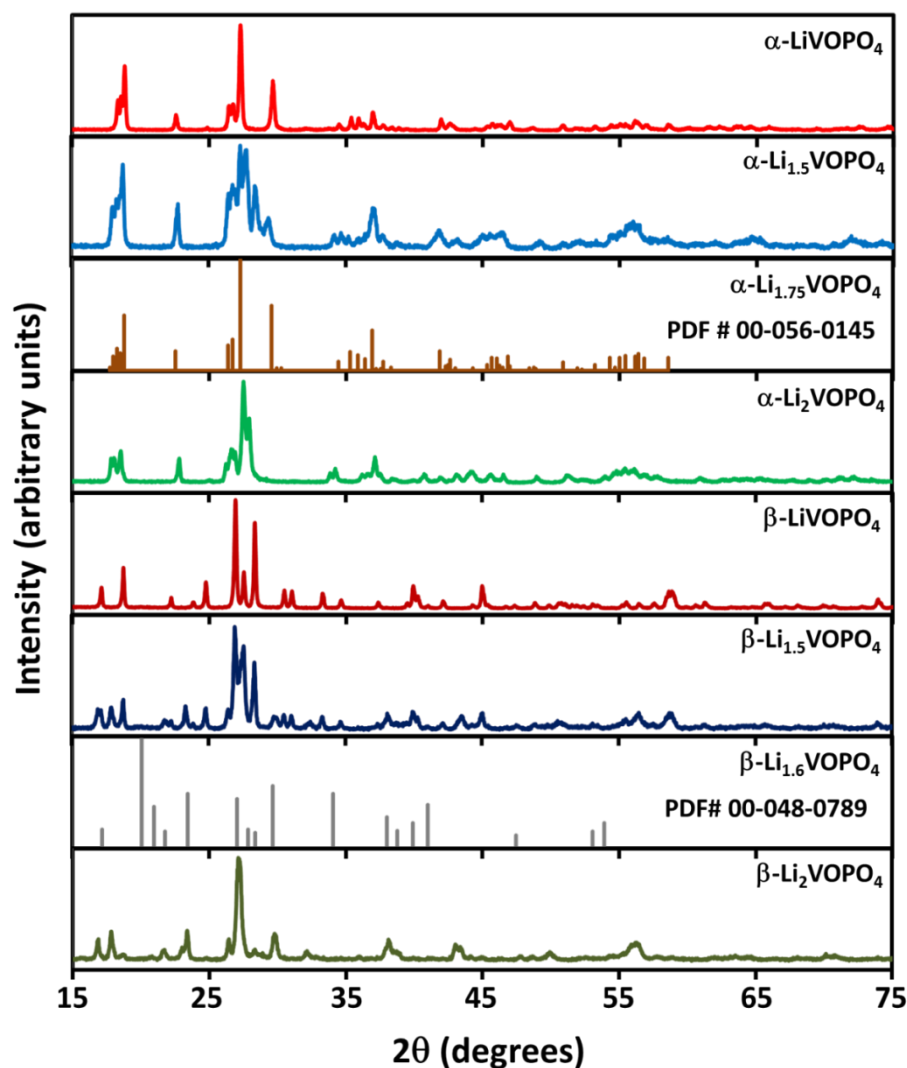 α-LiVOPO₄
α-Li₁.₅VOPO₄
α-Li₁.₇₅VOPO₄
PDF # 00-056-0145
α-Li₂VOPO₄
β-LiVOPO₄
β-Li₁.₅VOPO₄
β-Li₁.₆VOPO₄
PDF# 00-048-0789
β-Li₂VOPO₄
Intensity (arbitrary units)
15 25 35 45 55 65 75
2θ (degrees)